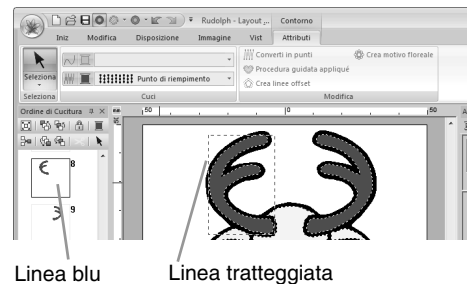 Rudolph - Layout ... Contorno
Iniz Modifica Disposizione Immagine Vist Attributi
Seleziona
Punto di riempimento
Converti in punti
Crea motivo floreale
Procedura guidata appliqué
Crea linee offset
Seleziona Cuci Modifica
Ordine di Cucitura
50 0 50
8
9
Linea blu Linea tratteggiata